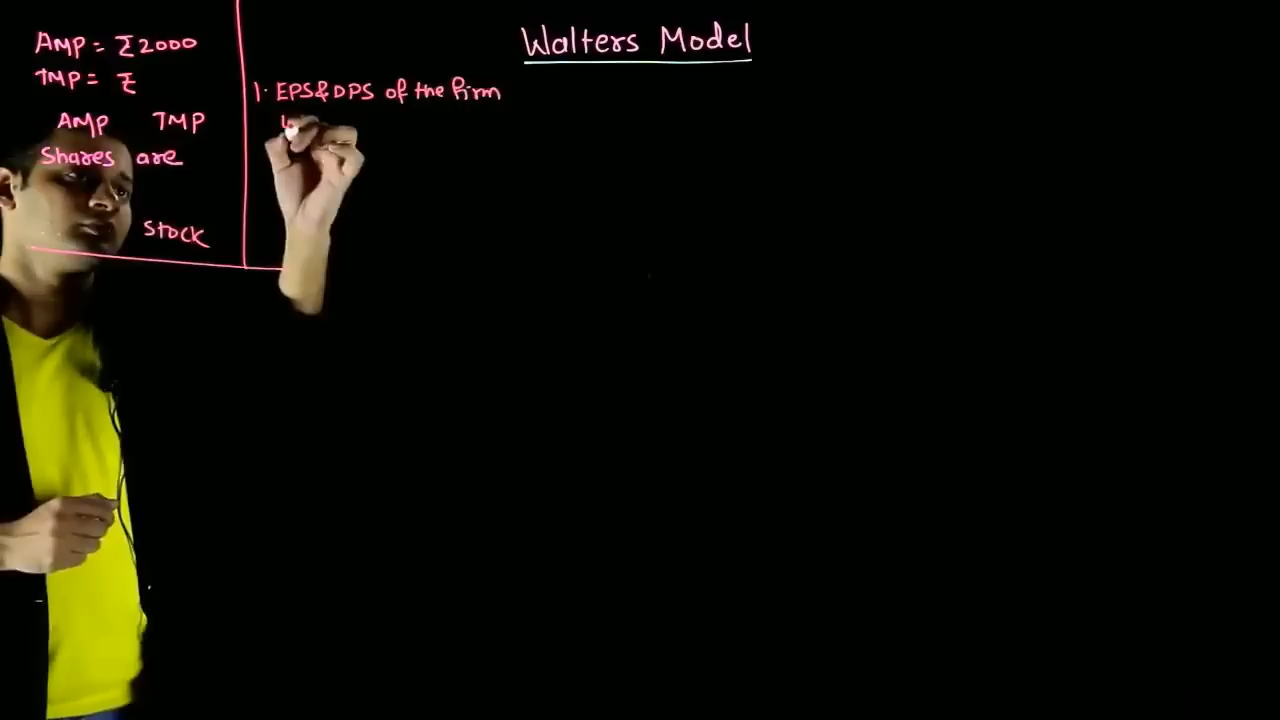 Walters Model
AMP = ₹2000
TMP = ₹
AMP TMP
Shares are
Stock
1. EPS & DPS of the firm